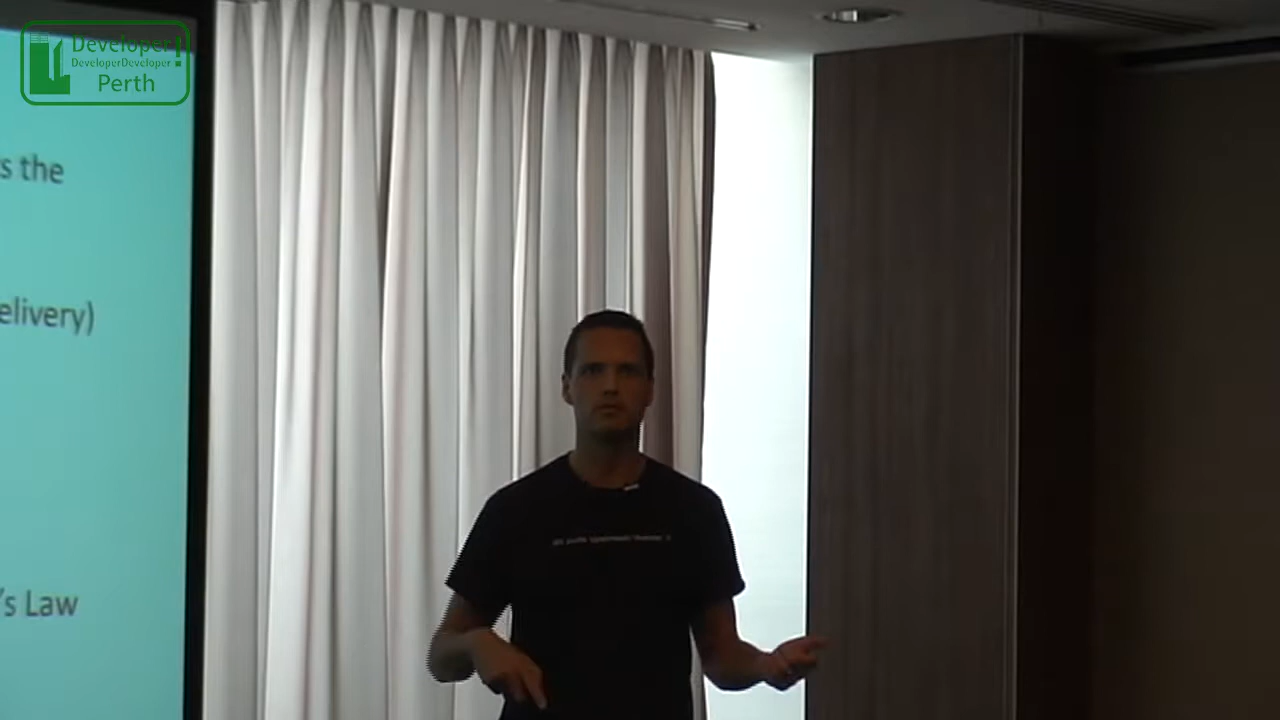 Developer!
DeveloperDeveloper
Perth
s the
elivery)
's Law